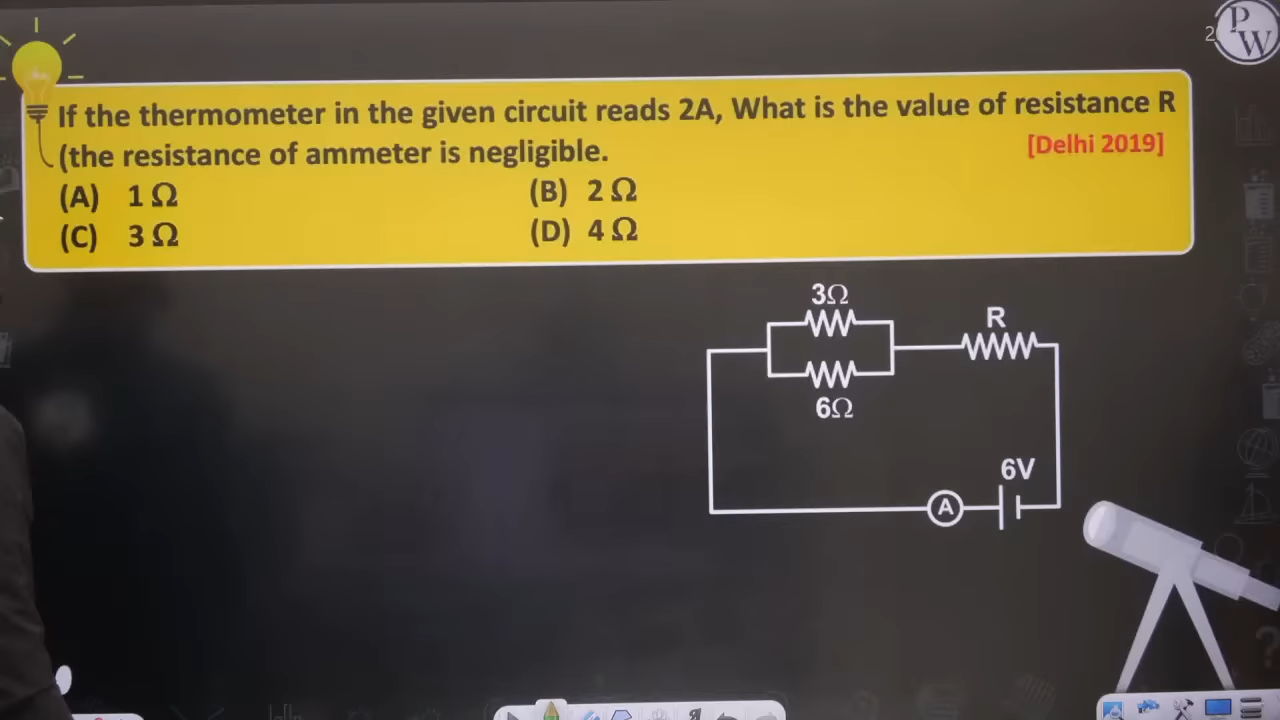 P
W
2
If the thermometer in the given circuit reads 2A, What is the value of resistance R
(the resistance of ammeter is negligible. [Delhi 2019]
(A) 1 Ω (B) 2 Ω
(C) 3 Ω (D) 4 Ω
3Ω
R
6Ω
6V
A